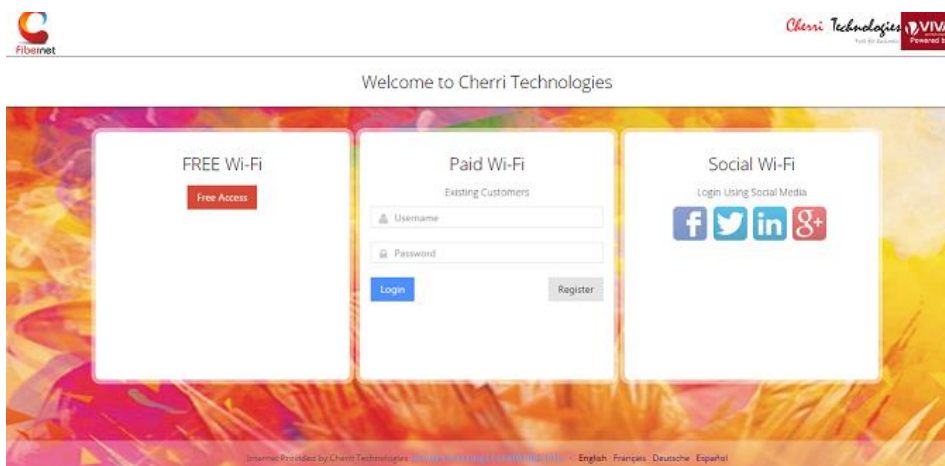 Fibernet
Cherri Technologies
VIVA
Powered b
Welcome to Cherri Technologies
FREE Wi-Fi
Free Access
Paid Wi-Fi
Existing Customers
Username
Password
Login
Register
Social Wi-Fi
Login Using Social Media
f in g+
Internet Provided by Cherri Technologies
English Français Deutsche Español